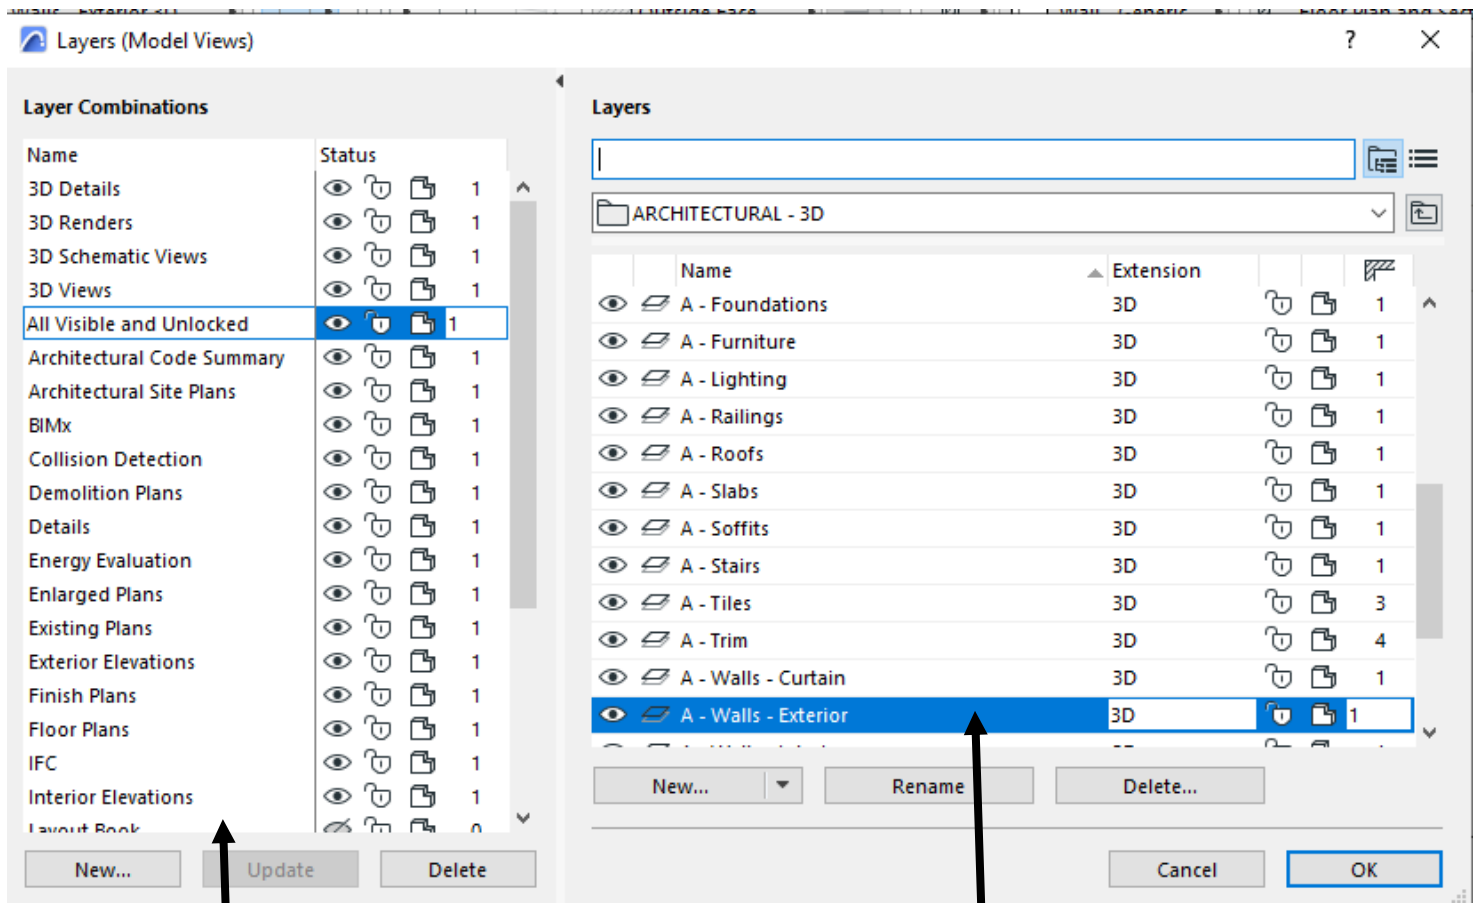 Layers (Model Views)
?
Layer Combinations
Name Status
3D Details 1
3D Renders 1
3D Schematic Views 1
3D Views 1
All Visible and Unlocked 1
Architectural Code Summary 1
Architectural Site Plans 1
BIMx 1
Collision Detection 1
Demolition Plans 1
Details 1
Energy Evaluation 1
Enlarged Plans 1
Existing Plans 1
Exterior Elevations 1
Finish Plans 1
Floor Plans 1
IFC 1
Interior Elevations 1
Layout Book 0
New... Update Delete
Layers
ARCHITECTURAL - 3D
Name Extension
A - Foundations 3D 1
A - Furniture 3D 1
A - Lighting 3D 1
A - Railings 3D 1
A - Roofs 3D 1
A - Slabs 3D 1
A - Soffits 3D 1
A - Stairs 3D 1
A - Tiles 3D 3
A - Trim 3D 4
A - Walls - Curtain 3D 1
A - Walls - Exterior 3D 1
New... Rename Delete...
Cancel OK